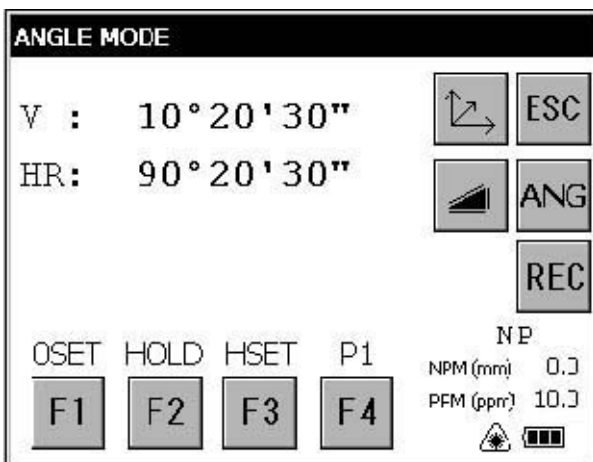 ANGLE MODE
V : 10°20'30"
HR: 90°20'30"
ESC
ANG
REC
0SET HOLD HSET P1
F1 F2 F3 F4
NP
NPM (mm) 0.0
PPM (ppm) 10.0